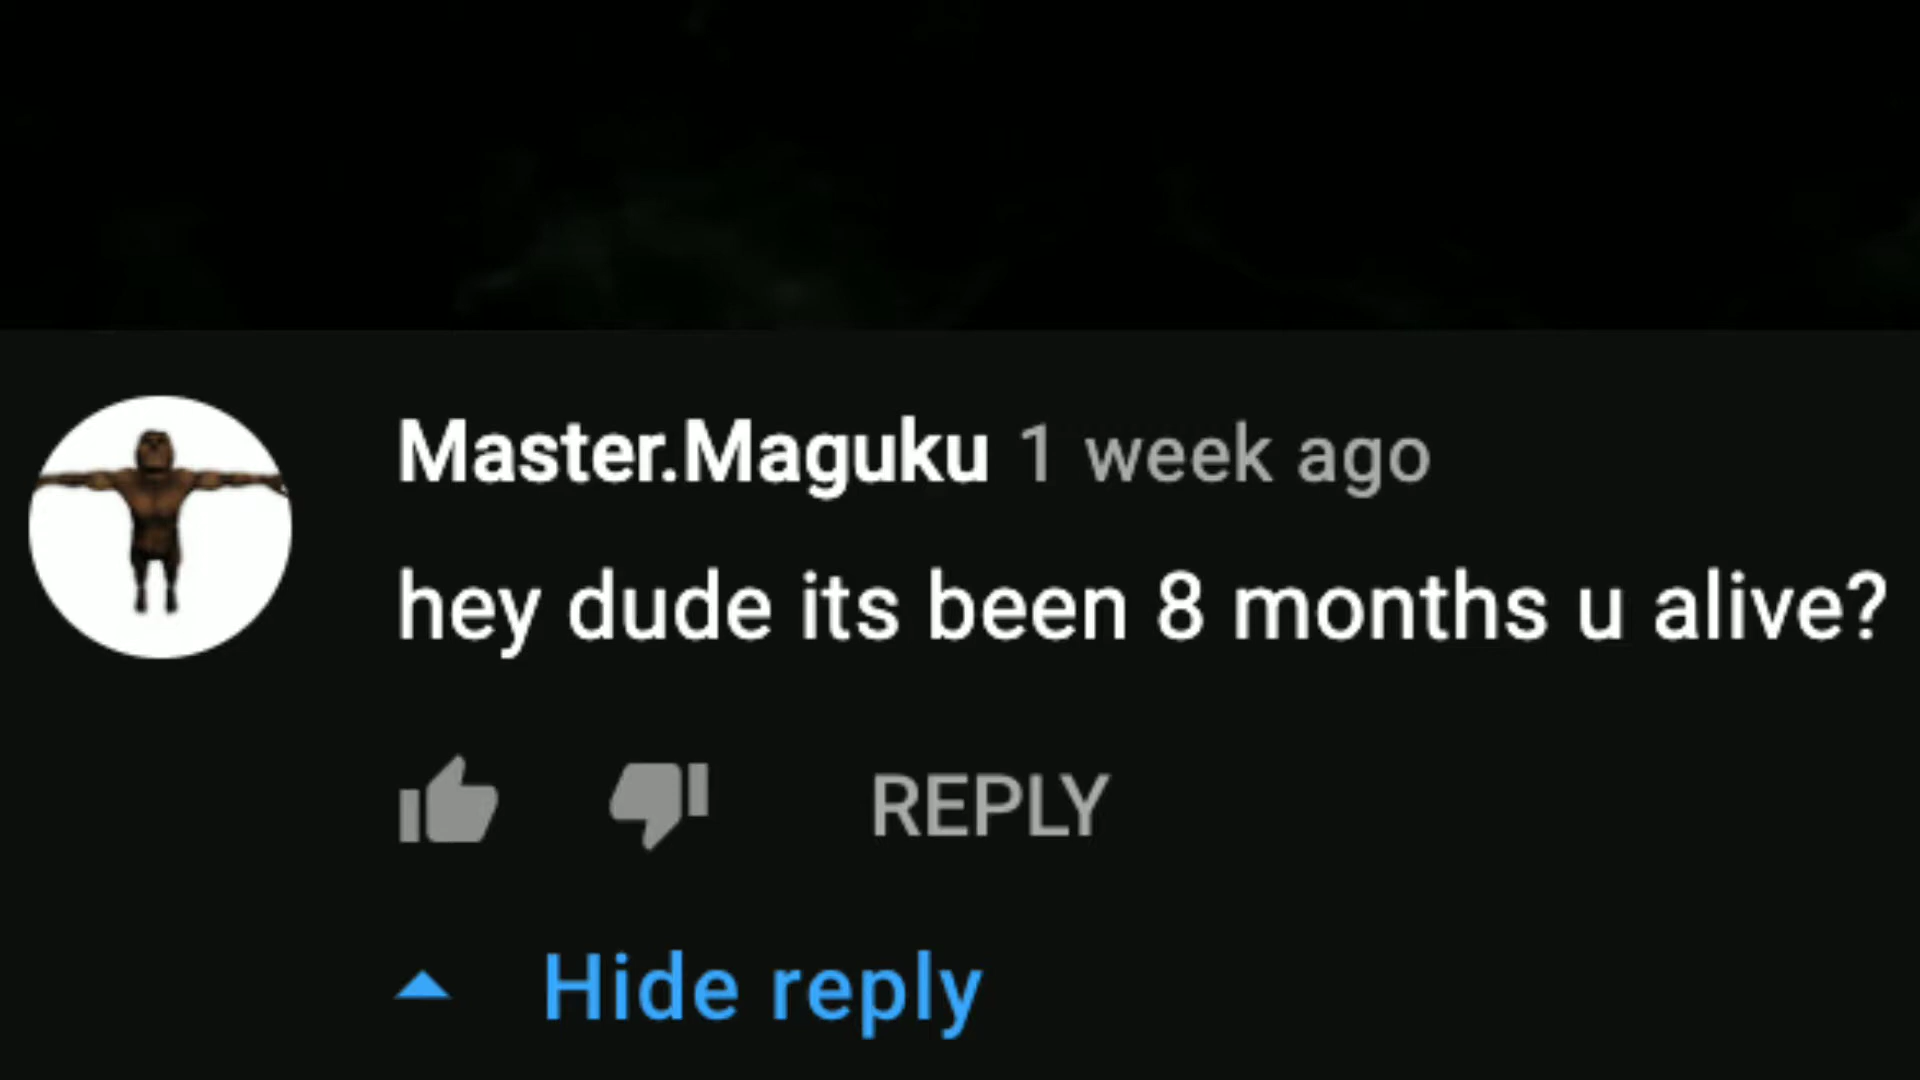 Master.Maguku 1 week ago
hey dude its been 8 months u alive?
REPLY
Hide reply